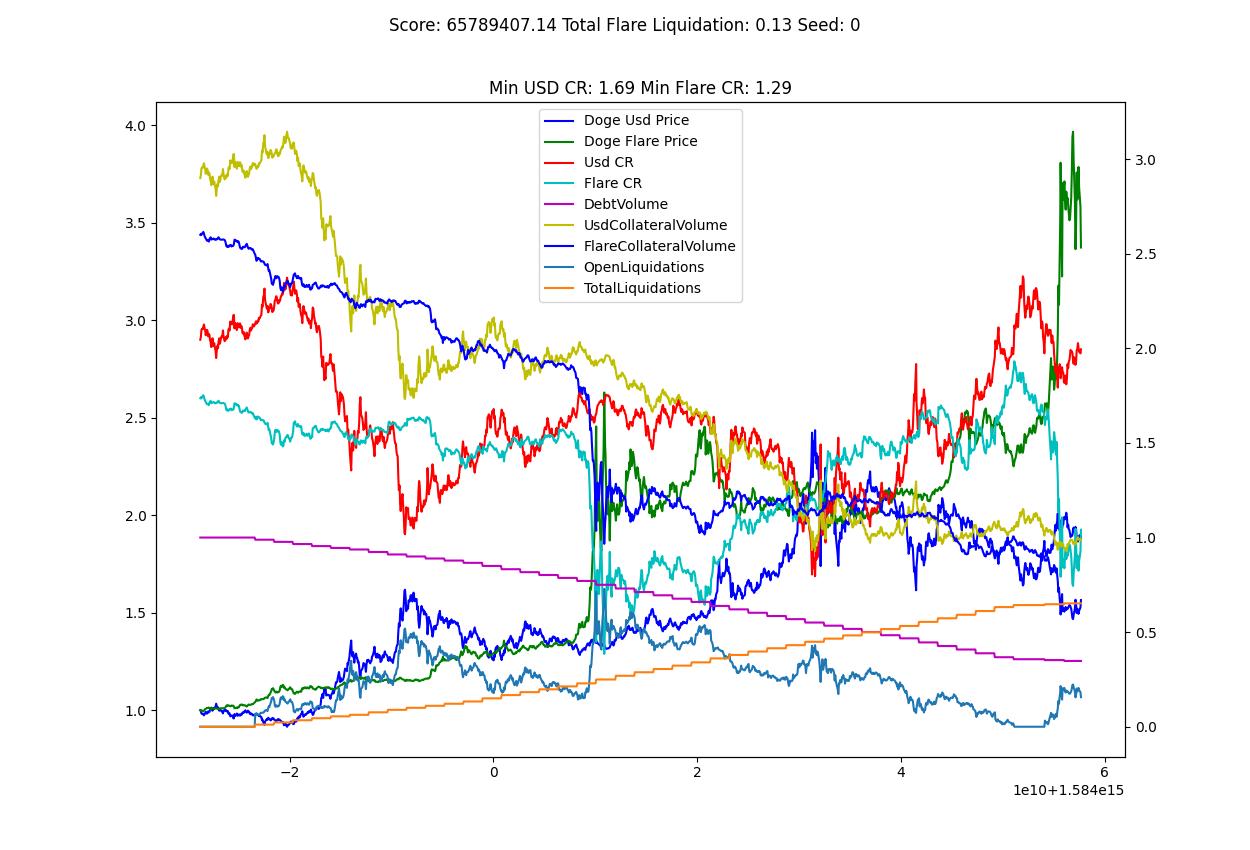 Score: 65789407.14 Total Flare Liquidation: 0.13 Seed: 0
Min USD CR: 1.69 Min Flare CR: 1.29
Doge Usd Price
Doge Flare Price
Usd CR
Flare CR
DebtVolume
UsdCollateralVolume
FlareCollateralVolume
OpenLiquidations
TotalLiquidations
4.0
3.5
3.0
2.5
2.0
1.5
1.0
3.0
2.5
2.0
1.5
1.0
0.5
0.0
−2 0 2 4 6
1e10+1.584e15